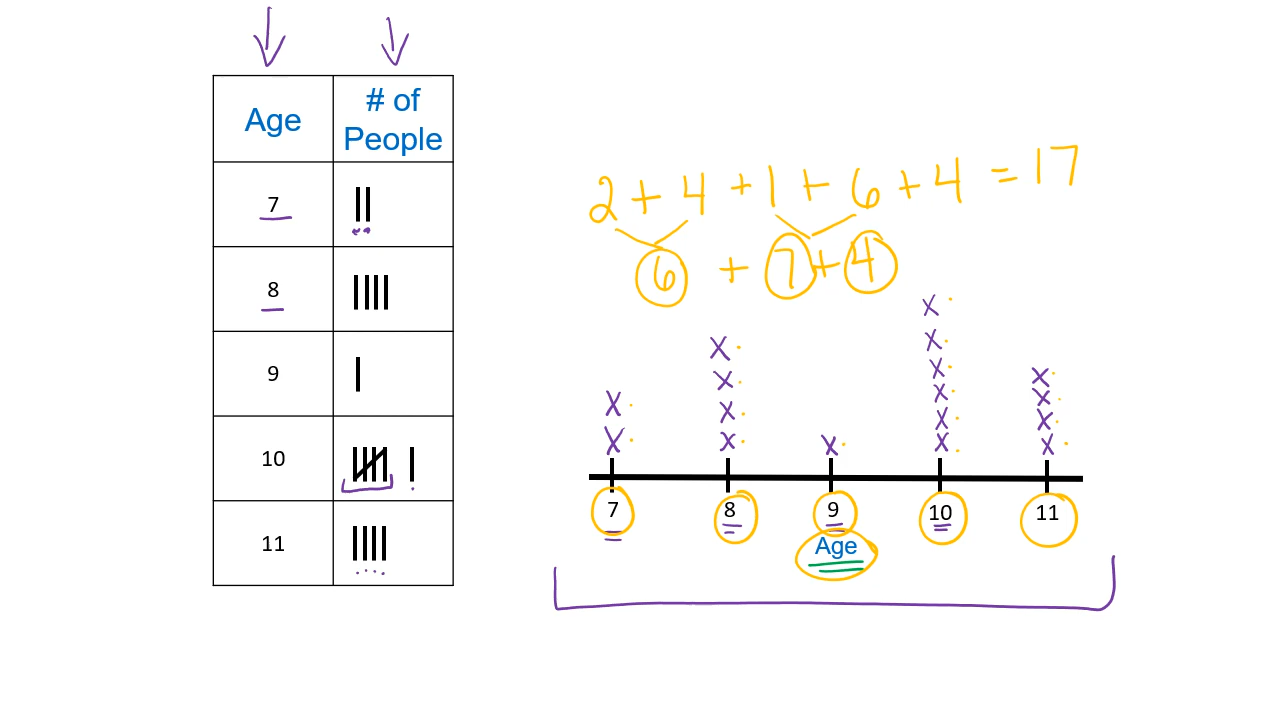 Age
# of
People
7
8
9
10
11
2 + 4 + 1 + 6 + 4 = 17
6 + 7 + 4
x x
x x x x
x
x x x x x x
x x x x
7 8 9 10 11
Age